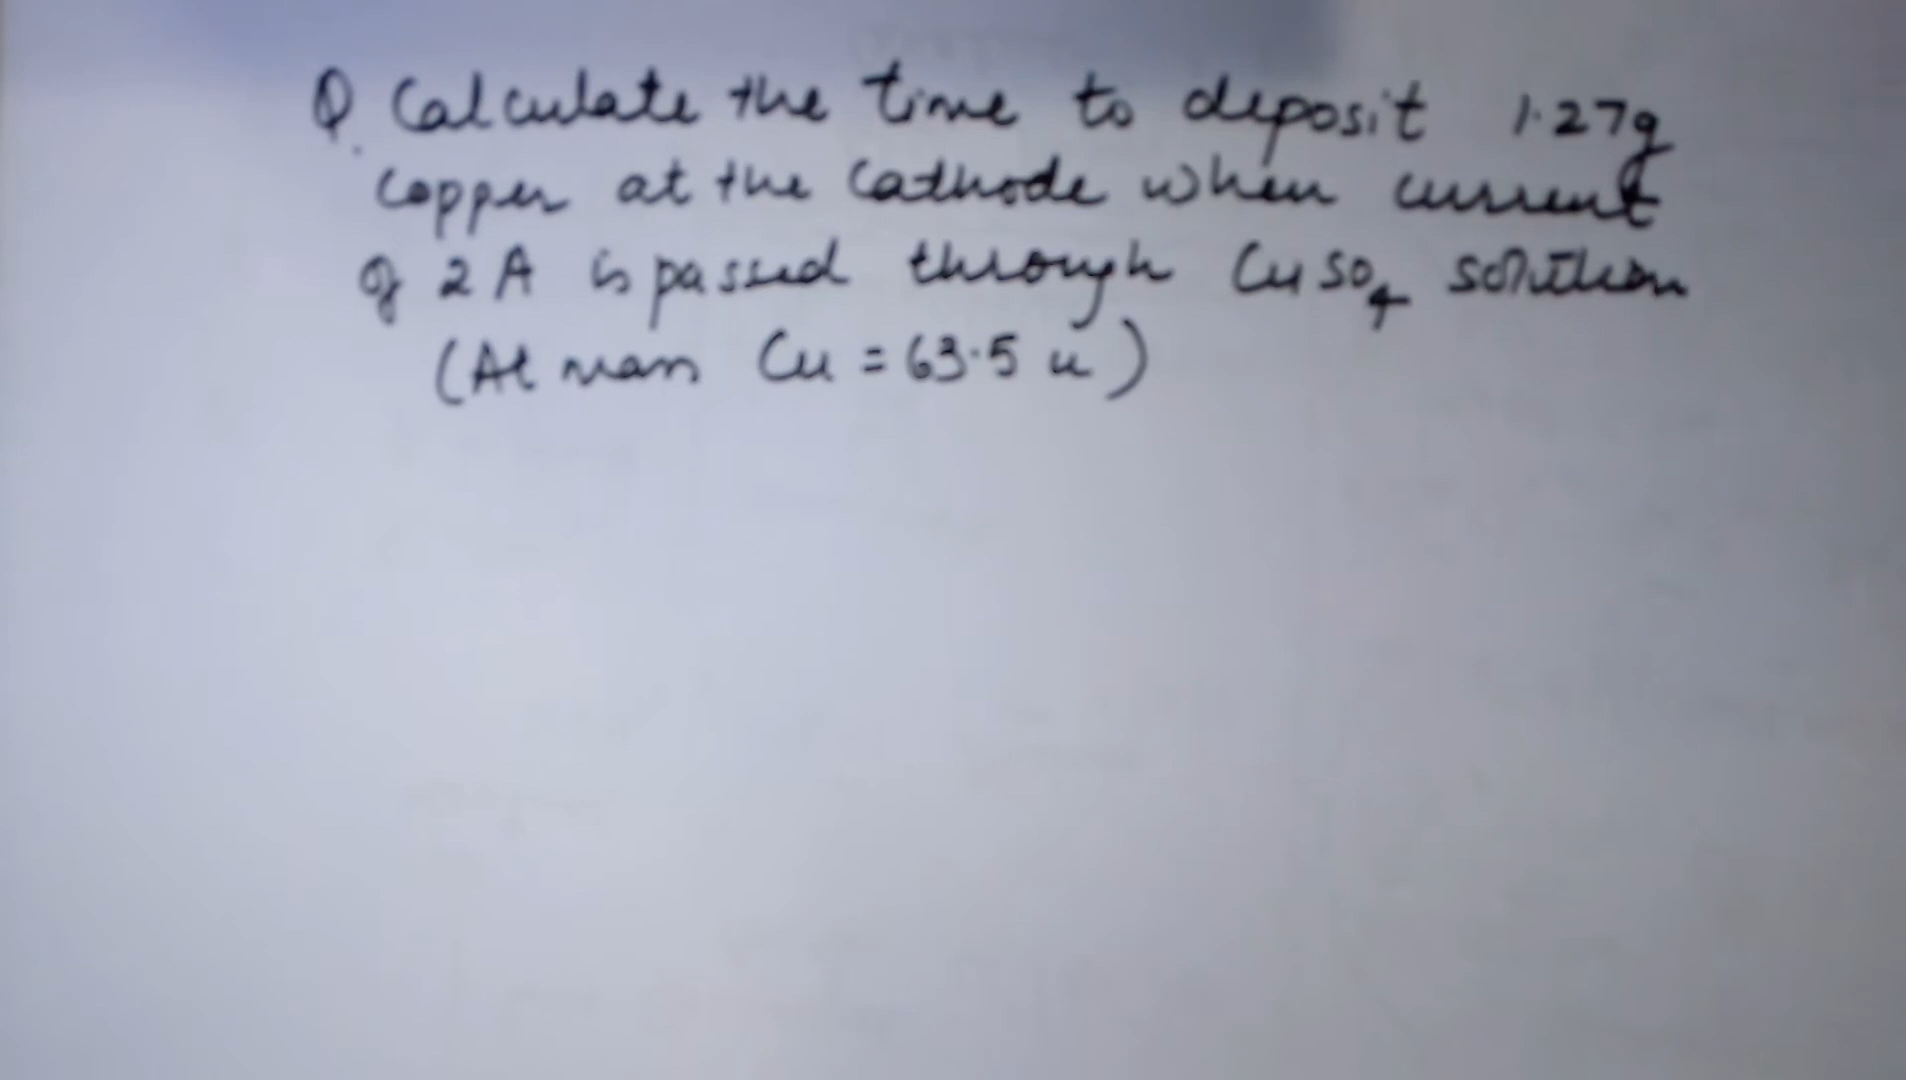 Q. Calculate the time to deposit 1.27g
copper at the cathode when current
of 2A is passed through CuSO4 solution
(At mass Cu = 63.5 u)